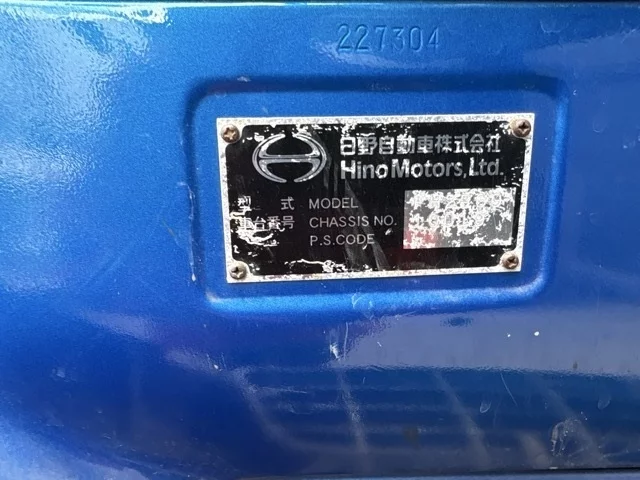 227304
日野自動車株式会社
Hino Motors, Ltd.
型 式 MODEL
車台番号 CHASSIS NO.
P.S.CODE